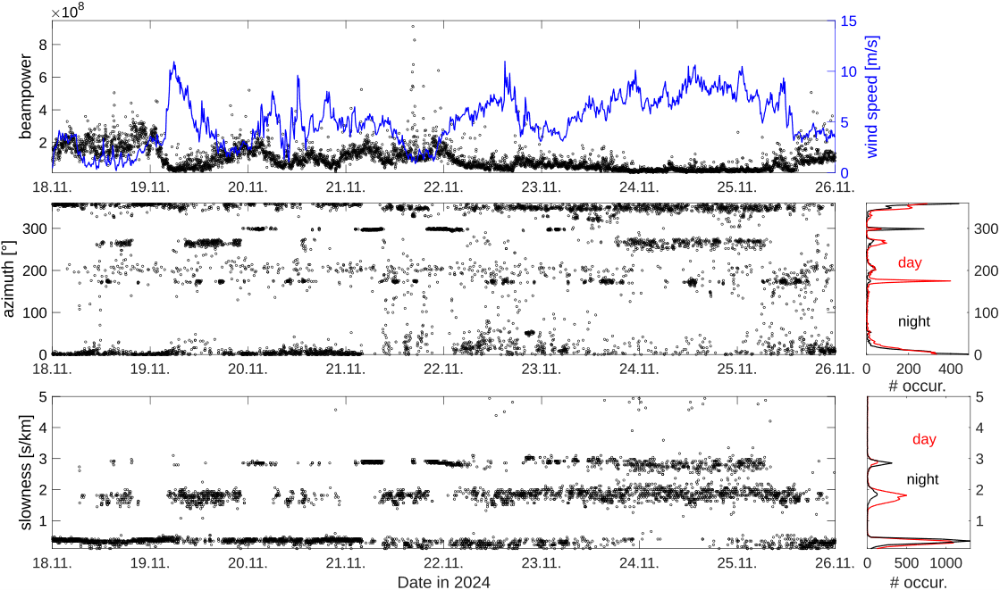 ×10⁸
beampower
8
6
4
2
15
10
5
0
wind speed [m/s]
18.11. 19.11. 20.11. 21.11. 22.11. 23.11. 24.11. 25.11. 26.11.
azimuth [°]
300
200
100
0
18.11. 19.11. 20.11. 21.11. 22.11. 23.11. 24.11. 25.11. 26.11.
300
200
100
0
day
night
0 200 400
# occur.
slowness [s/km]
5
4
3
2
1
18.11. 19.11. 20.11. 21.11. 22.11. 23.11. 24.11. 25.11. 26.11.
Date in 2024
5
4
3
2
1
day
night
0 500 1000
# occur.